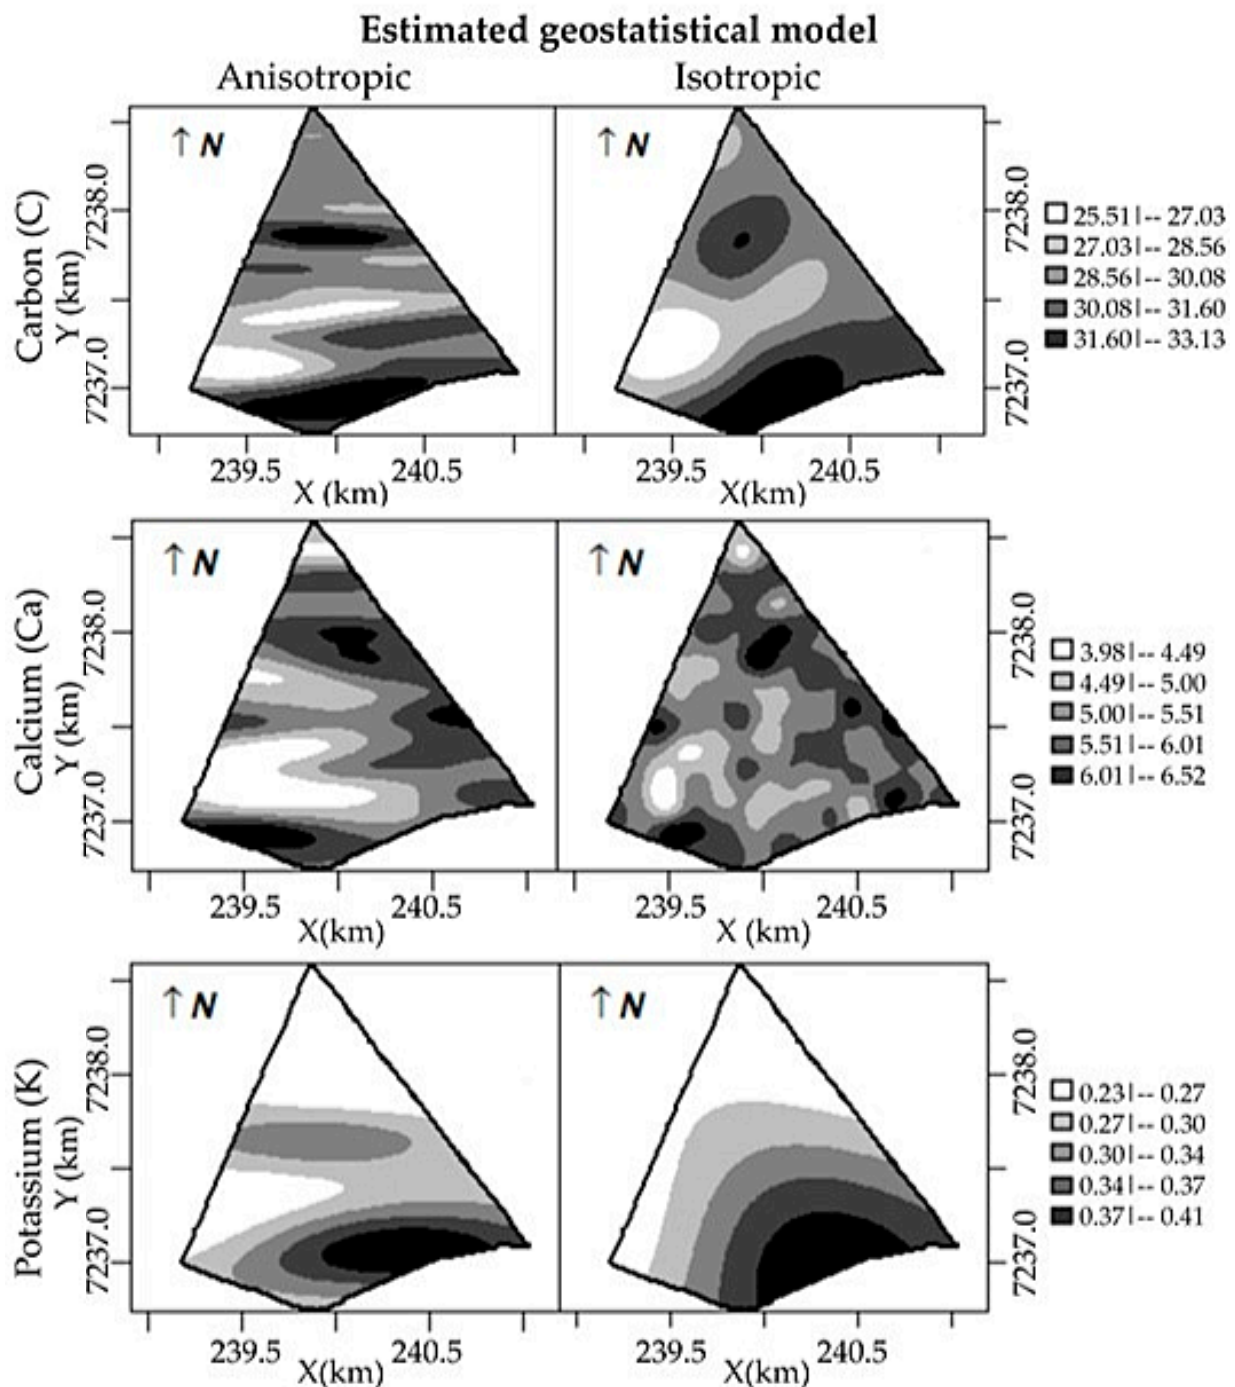 Estimated geostatistical model
Anisotropic Isotropic
Carbon (C)
Y (km)
7238.0
7237.0
↑ N
↑ N
7238.0
7237.0
25.51|-- 27.03
27.03|-- 28.56
28.56|-- 30.08
30.08|-- 31.60
31.60|-- 33.13
239.5 240.5 239.5 240.5
X (km) X(km)
Calcium (Ca)
Y (km)
7238.0
7237.0
↑ N
↑ N
7238.0
7237.0
3.98|-- 4.49
4.49|-- 5.00
5.00|-- 5.51
5.51|-- 6.01
6.01|-- 6.52
239.5 240.5 239.5 240.5
X(km) X (km)
Potassium (K)
Y (km)
7238.0
7237.0
↑ N
↑ N
7238.0
7237.0
0.23|-- 0.27
0.27|-- 0.30
0.30|-- 0.34
0.34|-- 0.37
0.37|-- 0.41
239.5 240.5 239.5 240.5
X(km) X(km)